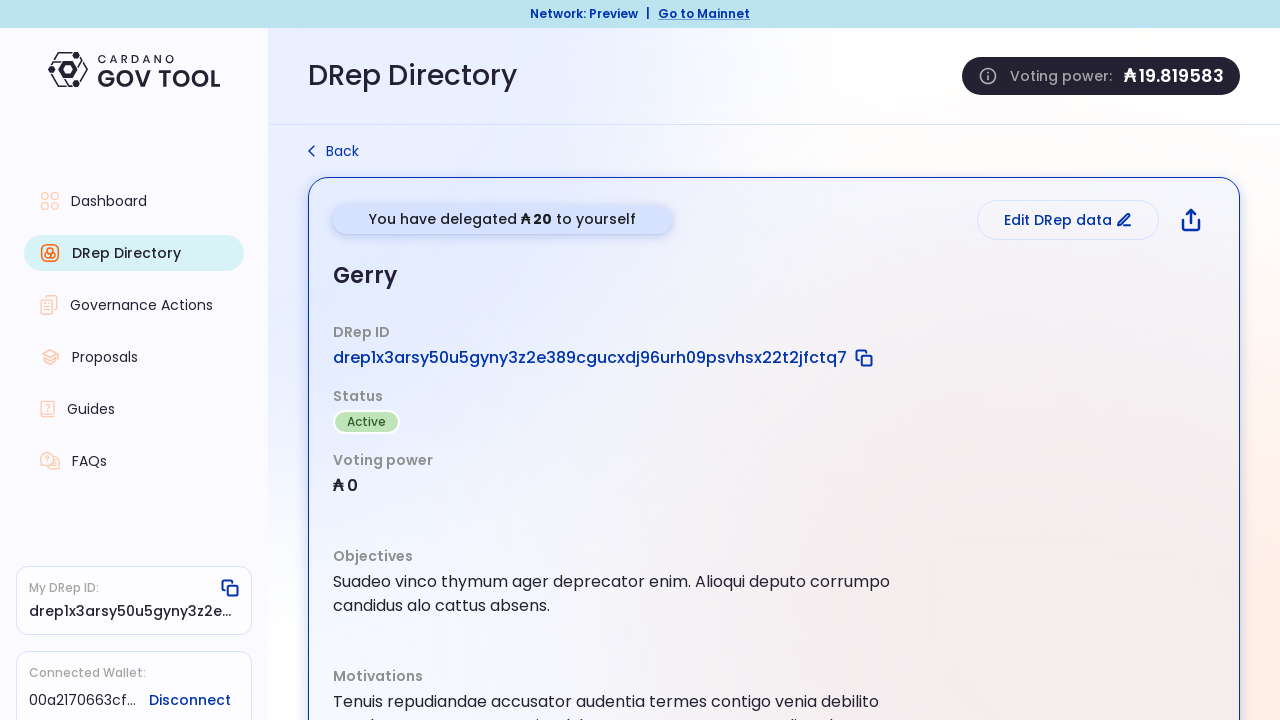 Network: Preview | Go to Mainnet
CARDANO
GOV TOOL
DRep Directory
Voting power: ₳19.819583
Back
Dashboard
DRep Directory
Governance Actions
Proposals
Guides
FAQs
You have delegated ₳20 to yourself
Edit DRep data
Gerry
DRep ID
drep1x3arsy50u5gyny3z2e389cgucxdj96urh09psvhsx22t2jfctq7
Status
Active
Voting power
₳0
Objectives
Suadeo vinco thymum ager deprecator enim. Alioqui deputo corrumpo
candidus alo cattus absens.
Motivations
Tenuis repudiandae accusator audentia termes contigo venia debilito
My DRep ID:
drep1x3arsy50u5gyny3z2e...
Connected Wallet:
00a2170663cf... Disconnect